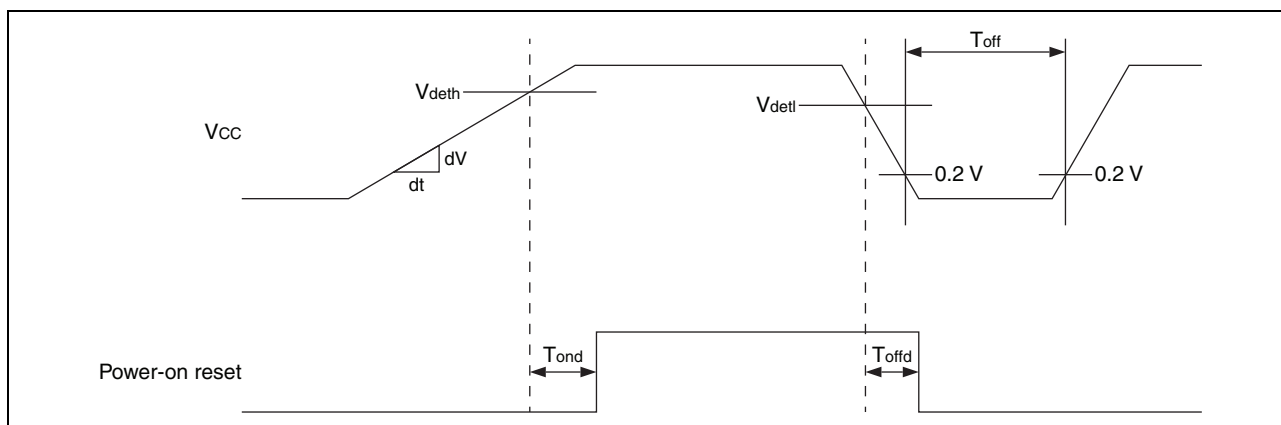 Toff
Vdeth
Vdetl
VCC
dV
dt
0.2 V
0.2 V
Tond
Toffd
Power-on reset